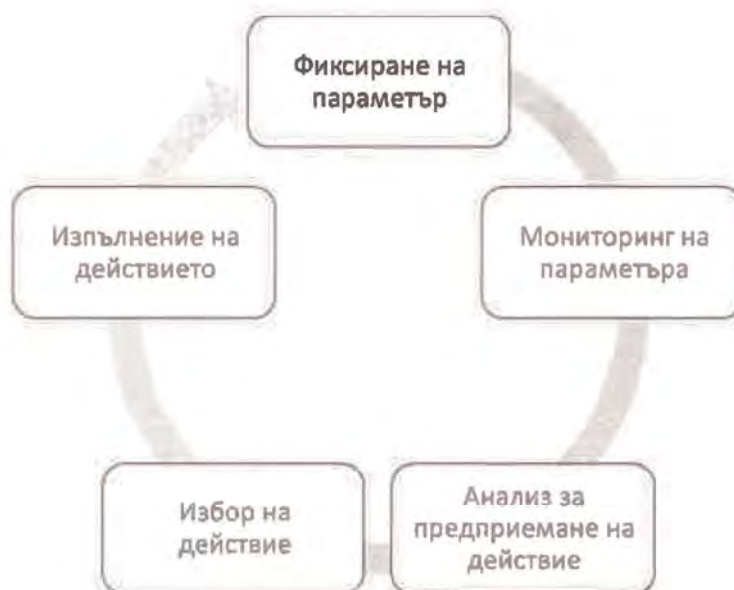 Фиксиране на
параметър
Мониторинг на
параметъра
Анализ за
предприемане на
действие
Избор на
действие
Изпълнение на
действието